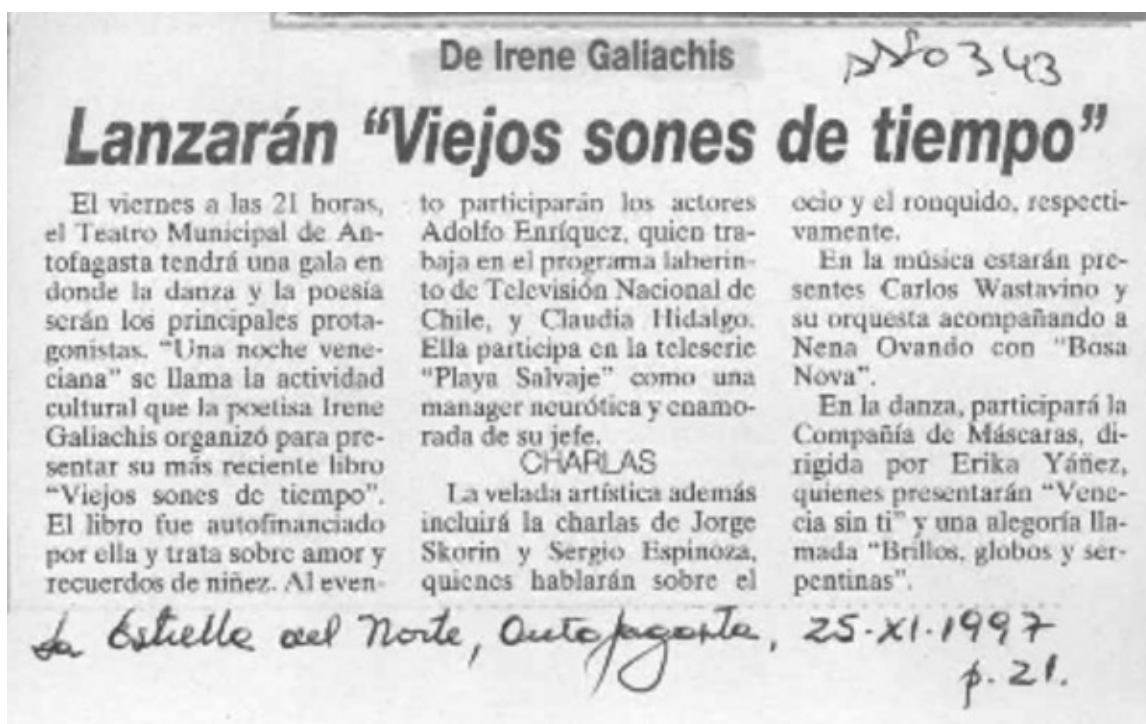 De Irene Galiachis
0343
Lanzarán “Viejos sones de tiempo”
El viernes a las 21 horas,
el Teatro Municipal de An-
tofagasta tendrá una gala en
donde la danza y la poesía
serán los principales prota-
gonistas. “Una noche vene-
ciana” se llama la actividad
cultural que la poetisa Irene
Galiachis organizó para pre-
sentar su más reciente libro
“Viejos sones de tiempo”.
El libro fue autofinanciado
por ella y trata sobre amor y
recuerdos de niñez. Al even-
to participarán los actores
Adolfo Enríquez, quien tra-
baja en el programa laberin-
to de Televisión Nacional de
Chile, y Claudia Hidalgo.
Ella participa en la teleserie
“Playa Salvaje” como una
manager neurótica y enamo-
rada de su jefe.
CHARLAS
La velada artística además
incluirá la charlas de Jorge
Skorin y Sergio Espinoza,
quienes hablarán sobre el
ocio y el ronquido, respecti-
vamente.
En la música estarán pre-
sentes Carlos Wastavino y
su orquesta acompañando a
Nena Ovando con “Bosa
Nova”.
En la danza, participará la
Compañía de Máscaras, di-
rigida por Erika Yáñez,
quienes presentarán “Vene-
cia sin ti” y una alegoría lla-
mada “Brillos, globos y ser-
pentinas”.
La Estrella del Norte, Antofagasta, 25-XI-1997
p. 21.